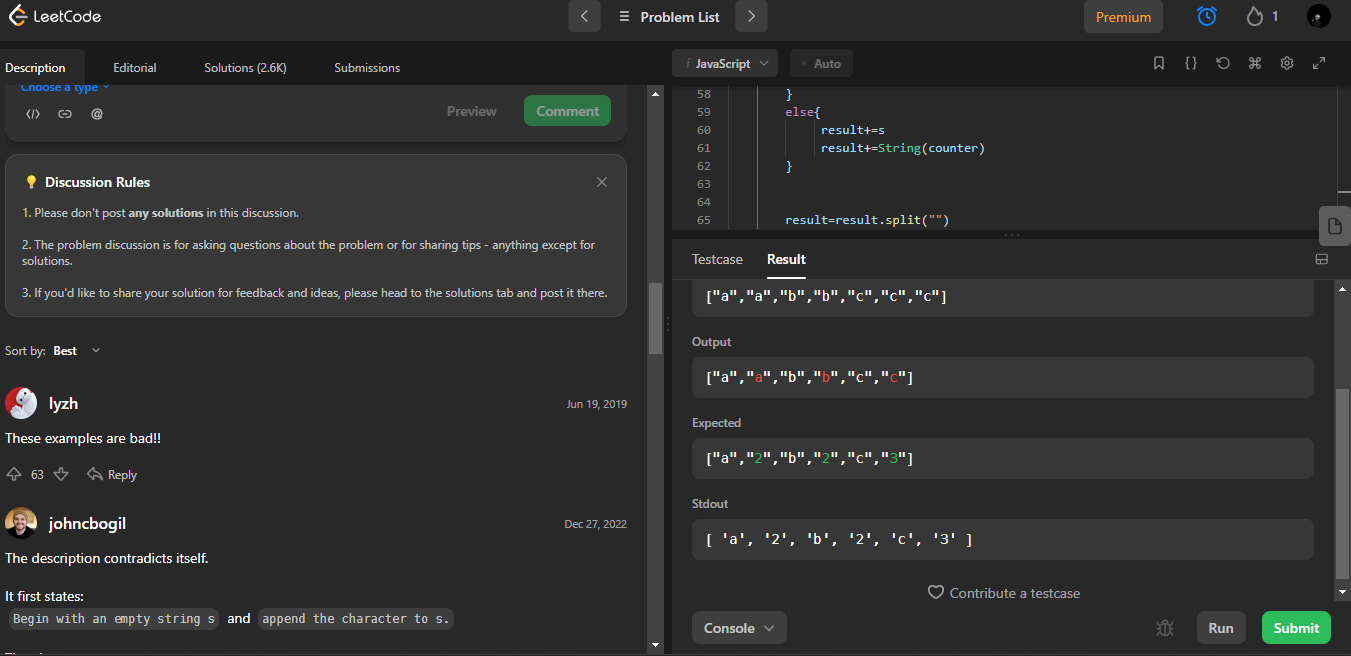 LeetCode
Problem List
Premium
1
Description
Editorial
Solutions (2.6K)
Submissions
Choose a type
</>
@
Preview
Comment
💡 Discussion Rules
1. Please don't post any solutions in this discussion.
2. The problem discussion is for asking questions about the problem or for sharing tips - anything except for
solutions.
3. If you'd like to share your solution for feedback and ideas, please head to the solutions tab and post it there.
Sort by: Best
lyzh
Jun 19, 2019
These examples are bad!!
63
Reply
johncbogil
Dec 27, 2022
The description contradicts itself.
It first states:
Begin with an empty string s and append the character to s.
i JavaScript
• Auto
{}
58 }
59 else{
60 result+=s
61 result+=String(counter)
62 }
63
64
65 result=result.split("")
Testcase
Result
["a","a","b","b","c","c","c"]
Output
["a","a","b","b","c","c"]
Expected
["a","2","b","2","c","3"]
Stdout
[ 'a', '2', 'b', '2', 'c', '3' ]
Contribute a testcase
Console
Run
Submit